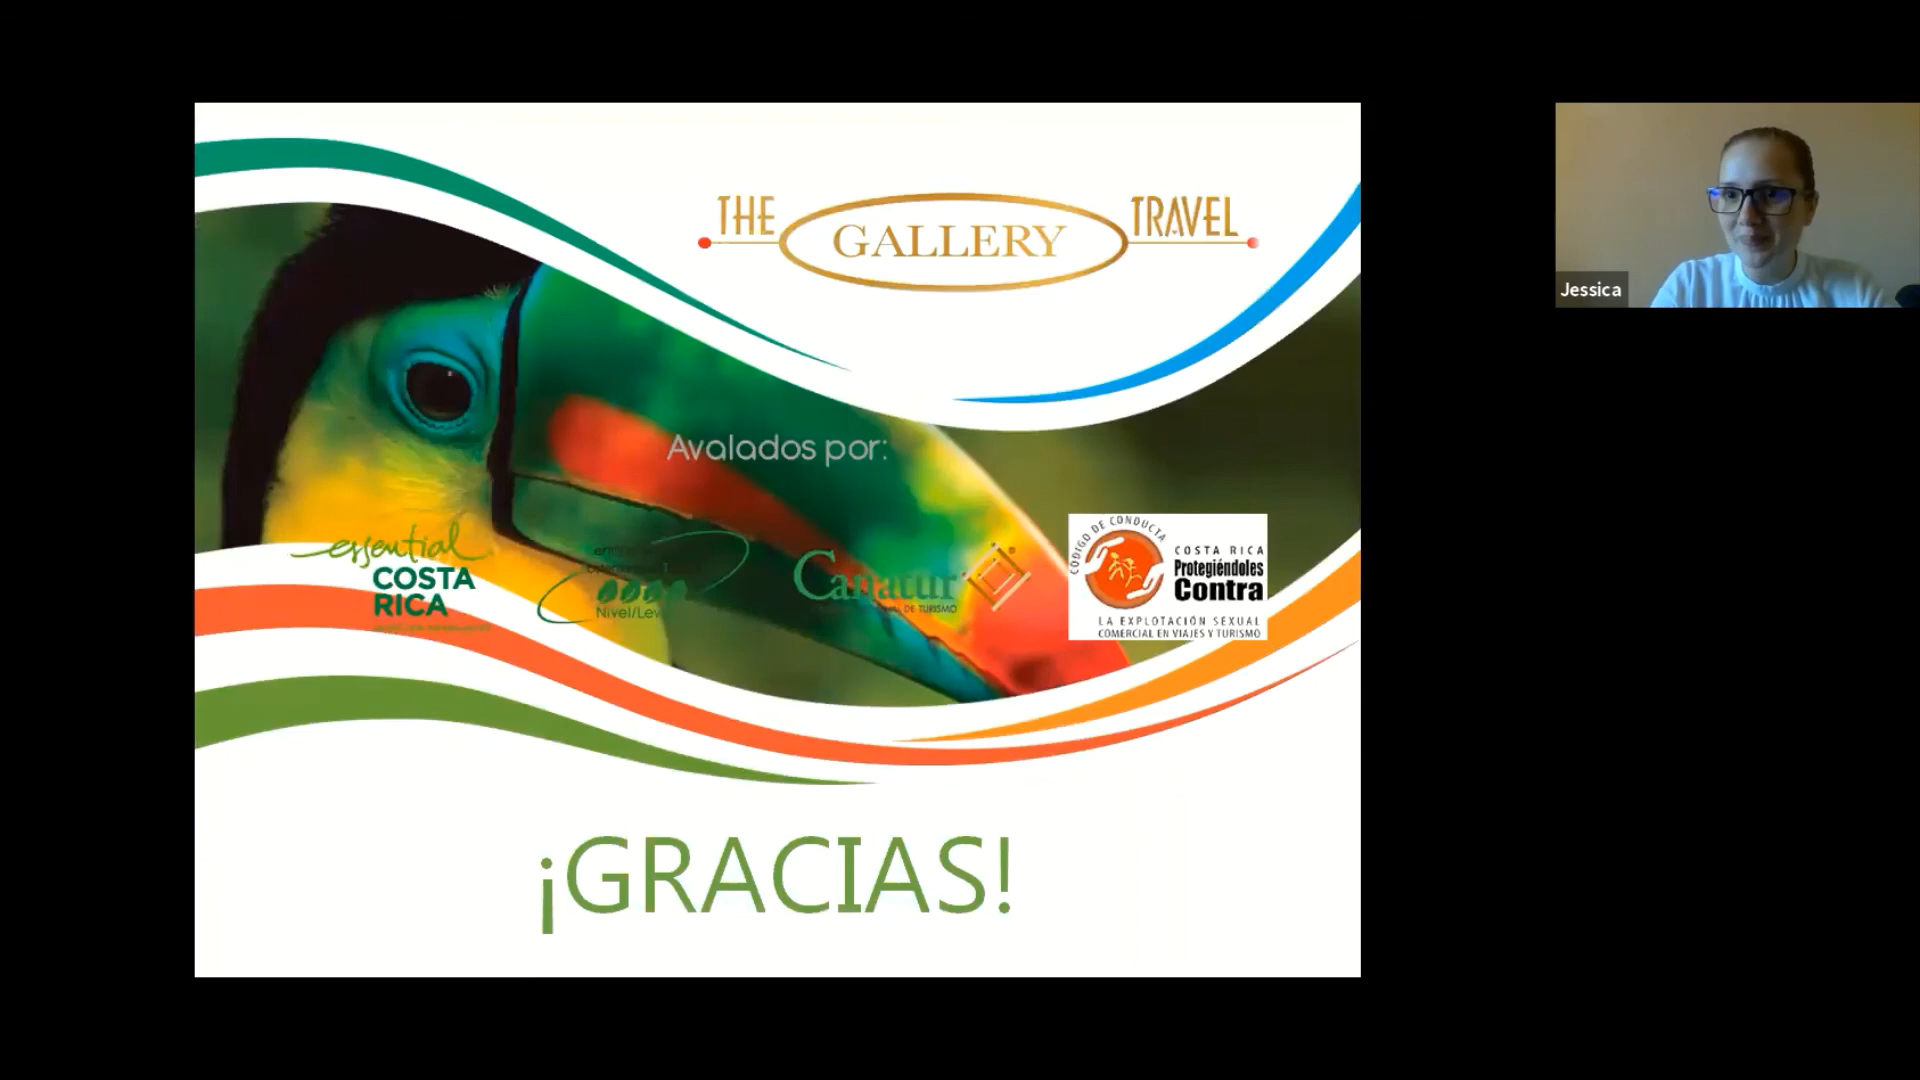 THE GALLERY TRAVEL
Jessica
Avalados por:
essential
COSTA
RICA
Nivel/Lev
Canatur
DE TURISMO
CÓDIGO DE CONDUCTA
COSTA RICA
Protegiéndoles
Contra
LA EXPLOTACIÓN SEXUAL
COMERCIAL EN VIAJES Y TURISMO
¡GRACIAS!